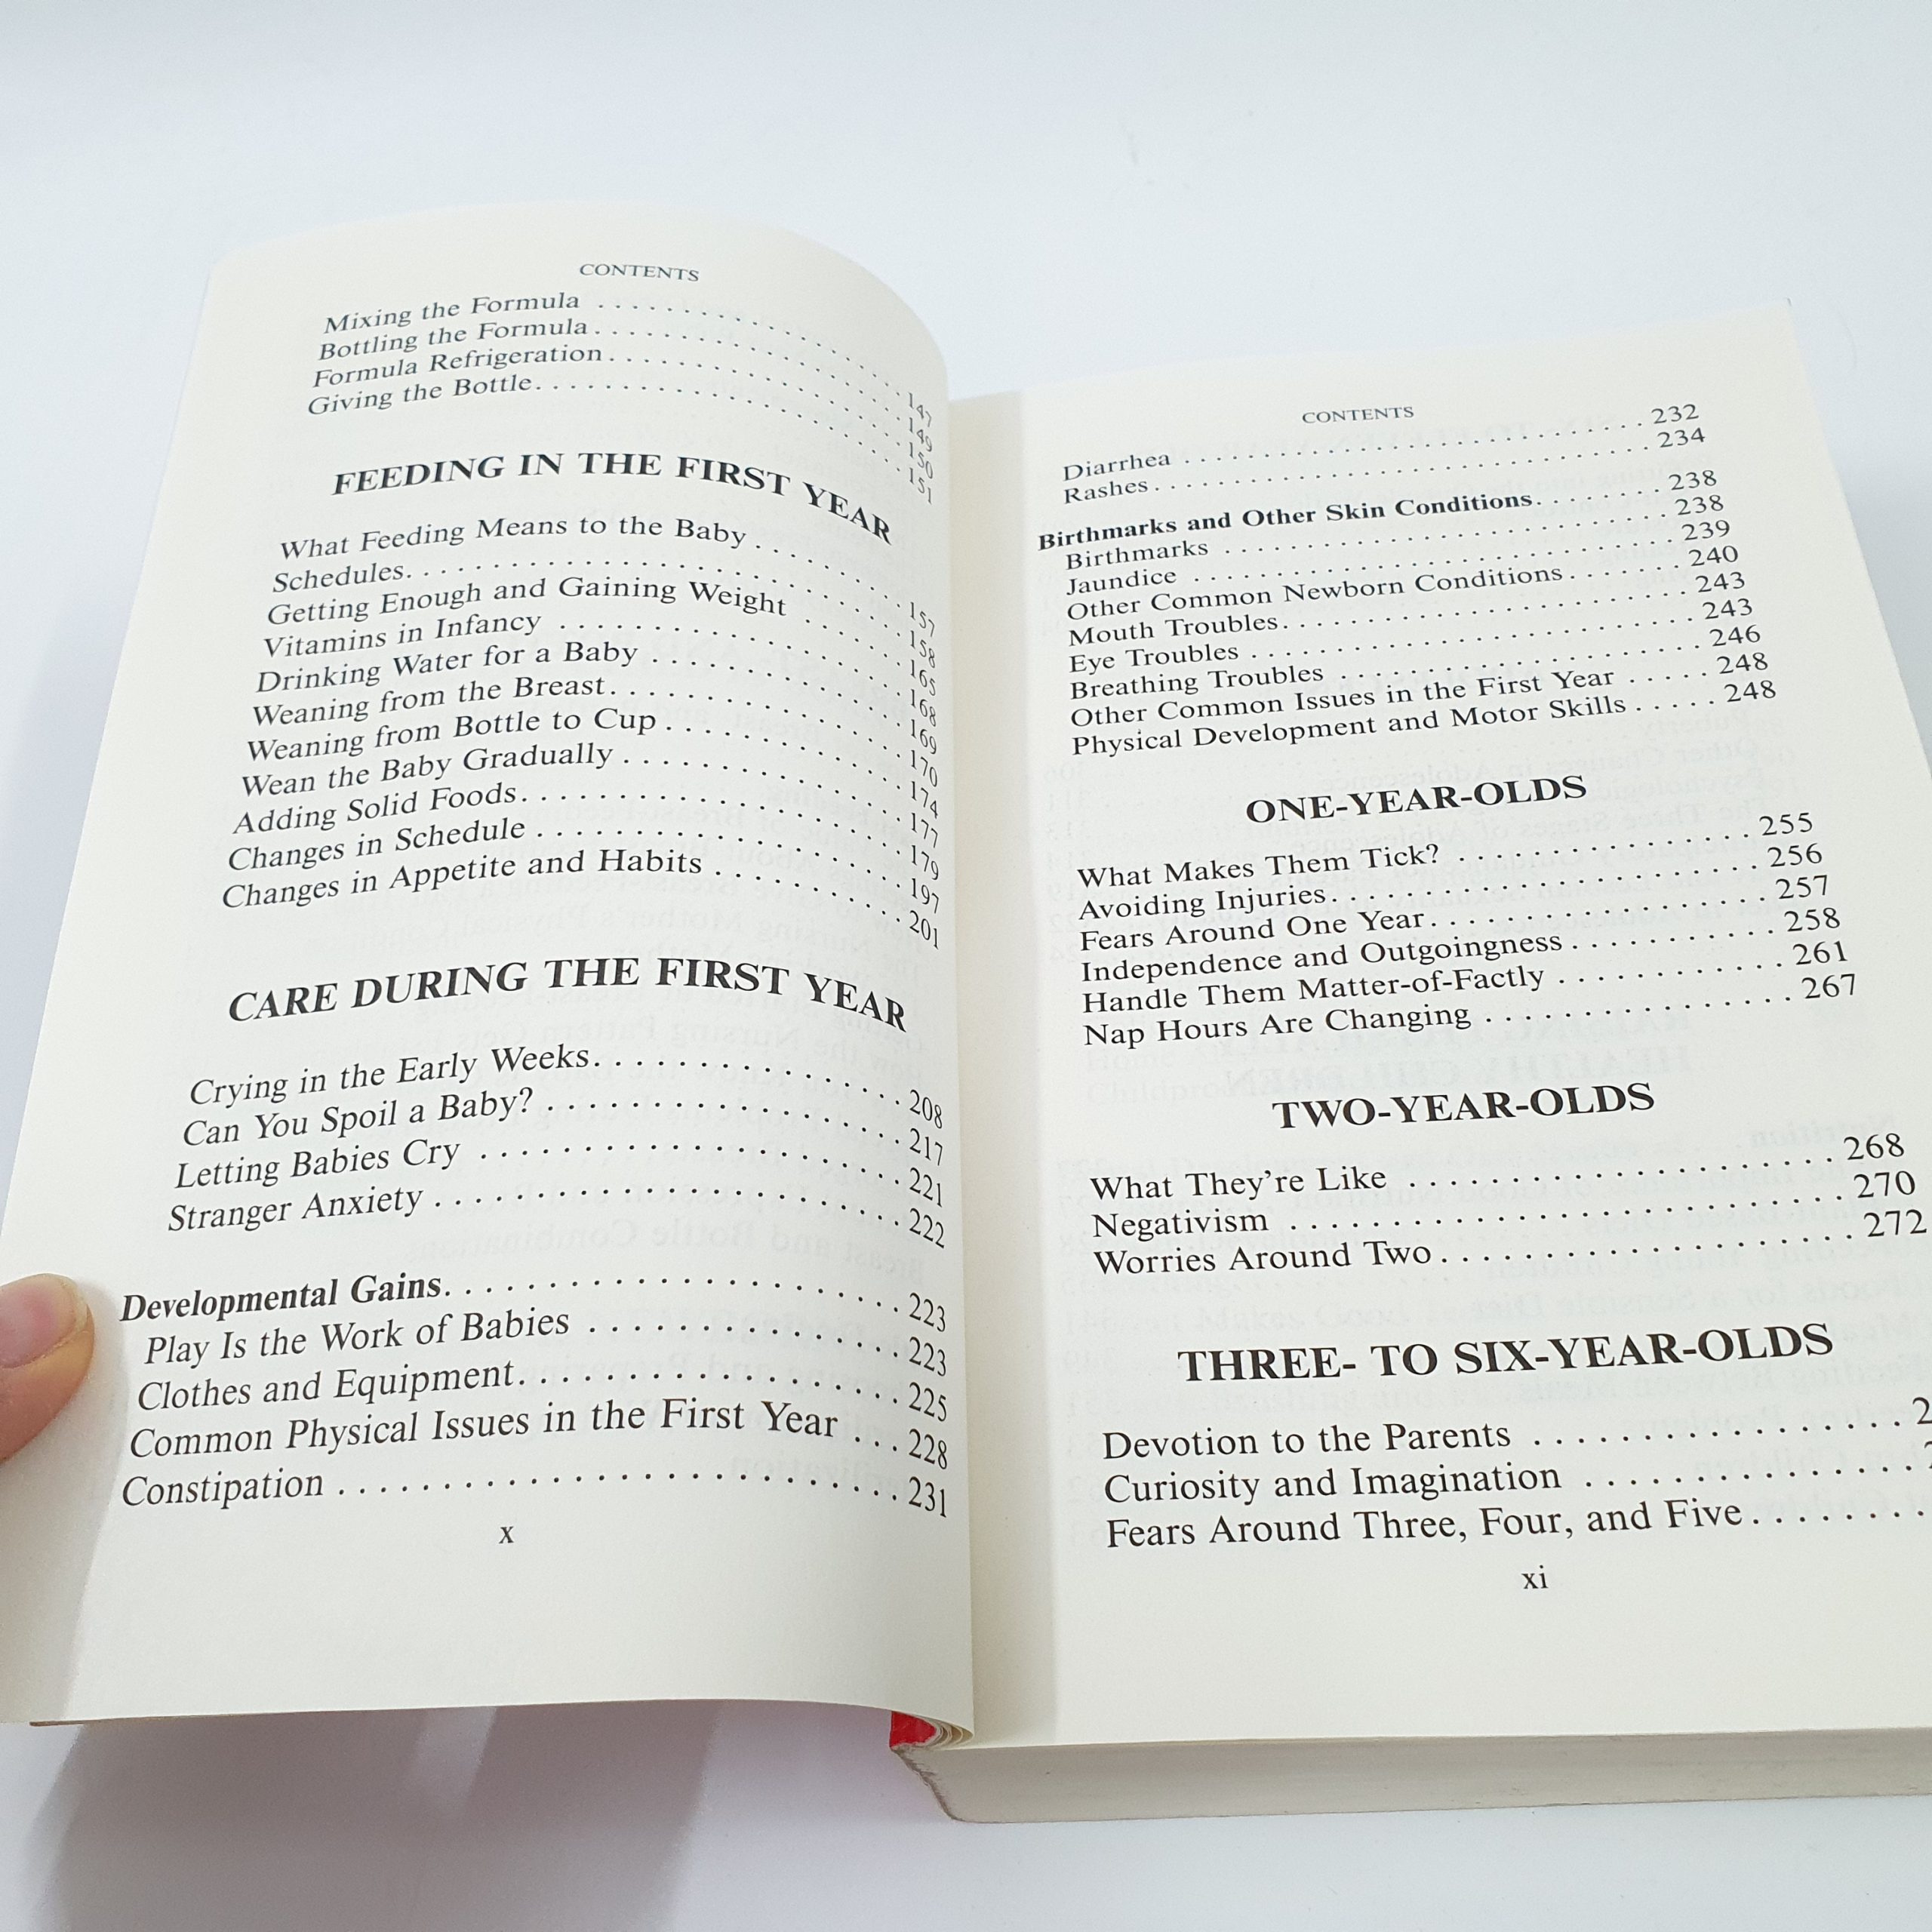 CONTENTS
Mixing the Formula . . . . . . . . . . . . . . . . . 147
Bottling the Formula. . . . . . . . . . . . . . . . . 149
Formula Refrigeration. . . . . . . . . . . . . . . . . 150
Giving the Bottle. . . . . . . . . . . . . . . . . 151
FEEDING IN THE FIRST YEAR
What Feeding Means to the Baby . . . . . . . . . 157
Schedules. . . . . . . . . . . . . . . . . . . . . . . 158
Getting Enough and Gaining Weight . . . . . . 165
Vitamins in Infancy . . . . . . . . . . . . . . . . . 168
Drinking Water for a Baby . . . . . . . . . . . . . 169
Weaning from the Breast. . . . . . . . . . . . . . . 170
Weaning from Bottle to Cup . . . . . . . . . . . . 174
Wean the Baby Gradually . . . . . . . . . . . . . . 177
Adding Solid Foods. . . . . . . . . . . . . . . . . . 179
Changes in Schedule . . . . . . . . . . . . . . . . . 197
Changes in Appetite and Habits . . . . . . . . . 201
CARE DURING THE FIRST YEAR
Crying in the Early Weeks. . . . . . . . . . . . . . 208
Can You Spoil a Baby? . . . . . . . . . . . . . . . . 217
Letting Babies Cry . . . . . . . . . . . . . . . . . . 221
Stranger Anxiety . . . . . . . . . . . . . . . . . . . 222
Developmental Gains. . . . . . . . . . . . . . . . . . 223
Play Is the Work of Babies . . . . . . . . . . . . . 223
Clothes and Equipment. . . . . . . . . . . . . . . . 225
Common Physical Issues in the First Year . . . 228
Constipation . . . . . . . . . . . . . . . . . . . . . . 231
x
CONTENTS
Diarrhea . . . . . . . . . . . . . . . . . . . . . . . 232
Rashes. . . . . . . . . . . . . . . . . . . . . . . . . 234
Birthmarks and Other Skin Conditions. . . . . . . 238
Birthmarks . . . . . . . . . . . . . . . . . . . . . . 238
Jaundice . . . . . . . . . . . . . . . . . . . . . . . 239
Other Common Newborn Conditions. . . . . . . 240
Mouth Troubles. . . . . . . . . . . . . . . . . . . . 243
Eye Troubles . . . . . . . . . . . . . . . . . . . . . 243
Breathing Troubles . . . . . . . . . . . . . . . . . 246
Other Common Issues in the First Year . . . . . 248
Physical Development and Motor Skills . . . . . 248
ONE-YEAR-OLDS
What Makes Them Tick? . . . . . . . . . . . . . . 255
Avoiding Injuries. . . . . . . . . . . . . . . . . . . 256
Fears Around One Year. . . . . . . . . . . . . . . . 257
Independence and Outgoingness . . . . . . . . . . 258
Handle Them Matter-of-Factly . . . . . . . . . . . 261
Nap Hours Are Changing . . . . . . . . . . . . . . 267
TWO-YEAR-OLDS
What They're Like . . . . . . . . . . . . . . . . . . 268
Negativism . . . . . . . . . . . . . . . . . . . . . . 270
Worries Around Two. . . . . . . . . . . . . . . . . . 272
THREE- TO SIX-YEAR-OLDS
Devotion to the Parents . . . . . . . . . . . . . . .
Curiosity and Imagination . . . . . . . . . . . . .
Fears Around Three, Four, and Five. . . . . . . .
xi